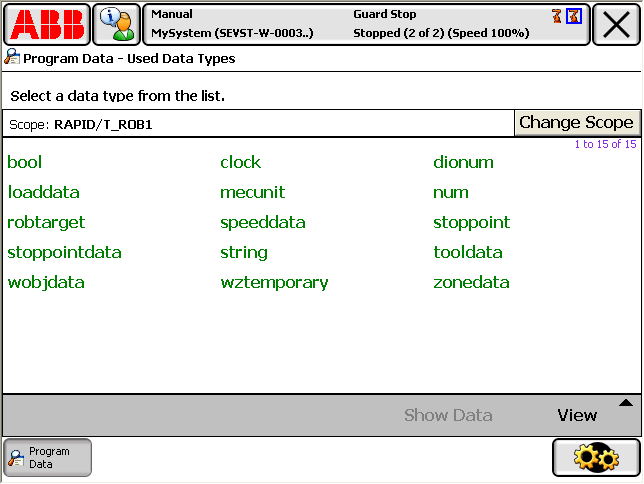 ABB
Manual
Guard Stop
MySystem (SEVST-W-0003..)
Stopped (2 of 2) (Speed 100%)
Program Data - Used Data Types
Select a data type from the list.
Scope: RAPID/T_ROB1
Change Scope
1 to 15 of 15
bool clock dionum
loaddata mecunit num
robtarget speeddata stoppoint
stoppointdata string tooldata
wobjdata wztemporary zonedata
Show Data
View
Program
Data